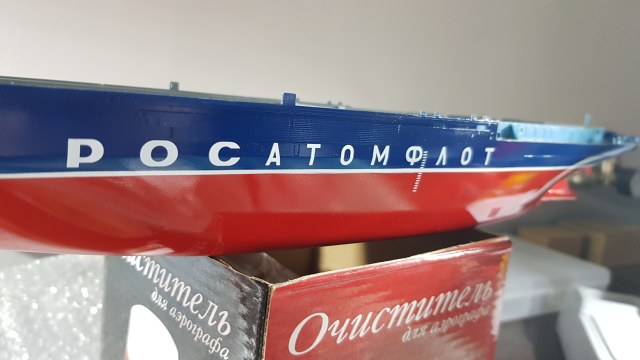 РОСАТОМФЛОТ
Очиститель
для аэрографа
Очиститель
для аэрографа